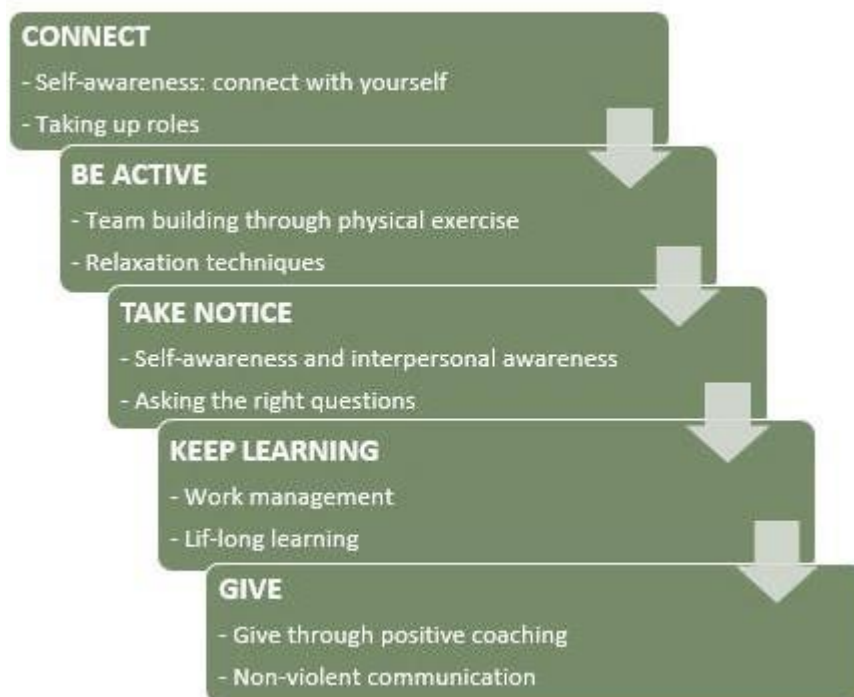 CONNECT
- Self-awareness: connect with yourself
- Taking up roles
BE ACTIVE
- Team building through physical exercise
- Relaxation techniques
TAKE NOTICE
- Self-awareness and interpersonal awareness
- Asking the right questions
KEEP LEARNING
- Work management
- Lif-long learning
GIVE
- Give through positive coaching
- Non-violent communication